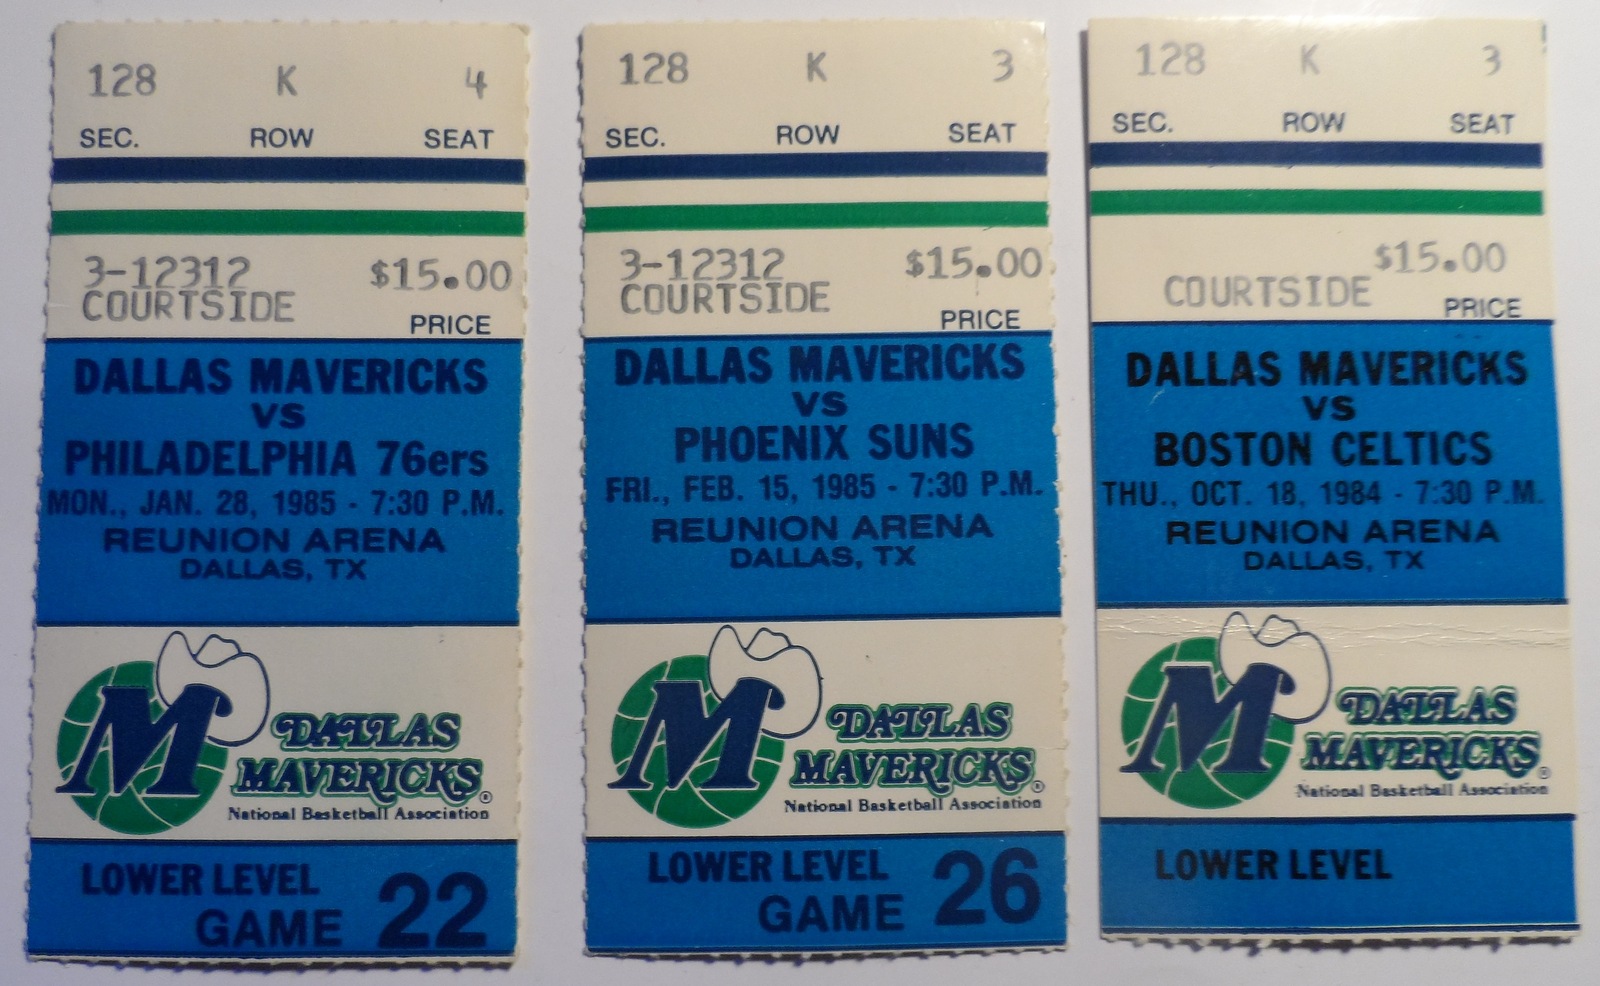 128 K 4
SEC. ROW SEAT
3-12312 $15.00
COURTSIDE
PRICE
DALLAS MAVERICKS
VS
PHILADELPHIA 76ers
MON., JAN. 28, 1985 - 7:30 P.M.
REUNION ARENA
DALLAS, TX
M
DALLAS
MAVERICKS®
National Basketball Association
LOWER LEVEL
GAME 22
128 K 3
SEC. ROW SEAT
3-12312 $15.00
COURTSIDE
PRICE
DALLAS MAVERICKS
VS
PHOENIX SUNS
FRI., FEB. 15, 1985 - 7:30 P.M.
REUNION ARENA
DALLAS, TX
M
DALLAS
MAVERICKS®
National Basketball Association
LOWER LEVEL
GAME 26
128 K 3
SEC. ROW SEAT
$15.00
COURTSIDE
PRICE
DALLAS MAVERICKS
VS
BOSTON CELTICS
THU., OCT. 18, 1984 - 7:30 P.M.
REUNION ARENA
DALLAS, TX
M
DALLAS
MAVERICKS®
National Basketball Association
LOWER LEVEL